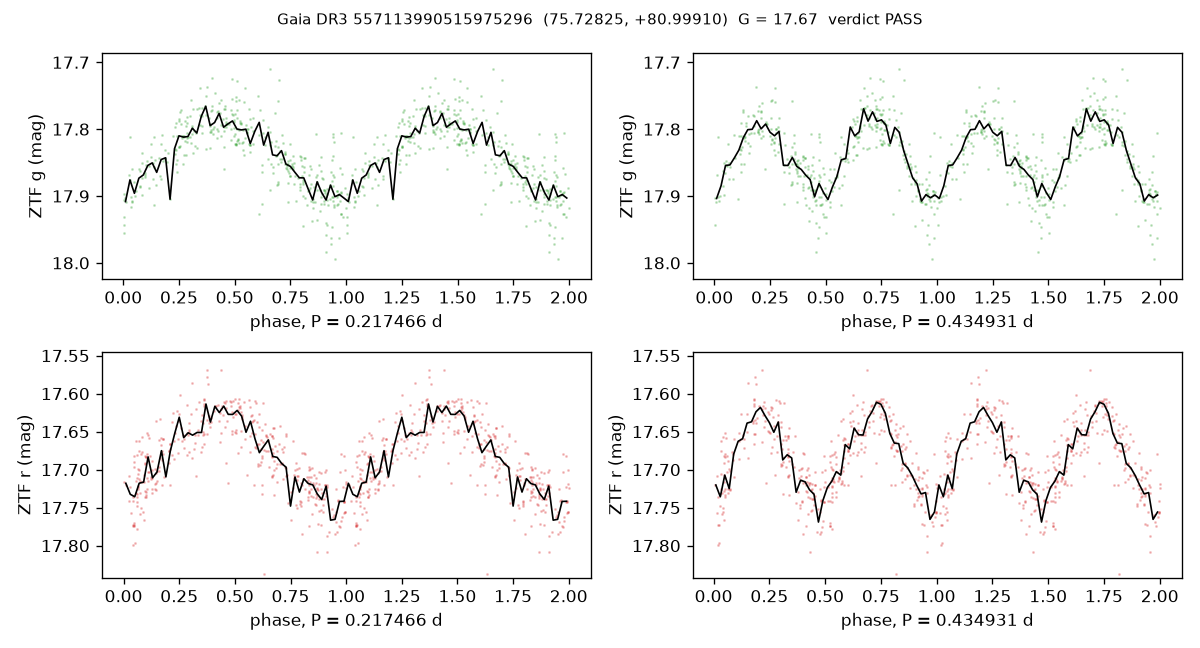 Gaia DR3 557113990515975296  (75.72825, +80.99910)  G = 17.67  verdict PASS
17.7
17.8
17.9
18.0
ZTF g (mag)
0.00 0.25 0.50 0.75 1.00 1.25 1.50 1.75 2.00
phase, P = 0.217466 d
17.7
17.8
17.9
18.0
ZTF g (mag)
0.00 0.25 0.50 0.75 1.00 1.25 1.50 1.75 2.00
phase, P = 0.434931 d
17.55
17.60
17.65
17.70
17.75
17.80
ZTF r (mag)
0.00 0.25 0.50 0.75 1.00 1.25 1.50 1.75 2.00
phase, P = 0.217466 d
17.55
17.60
17.65
17.70
17.75
17.80
ZTF r (mag)
0.00 0.25 0.50 0.75 1.00 1.25 1.50 1.75 2.00
phase, P = 0.434931 d